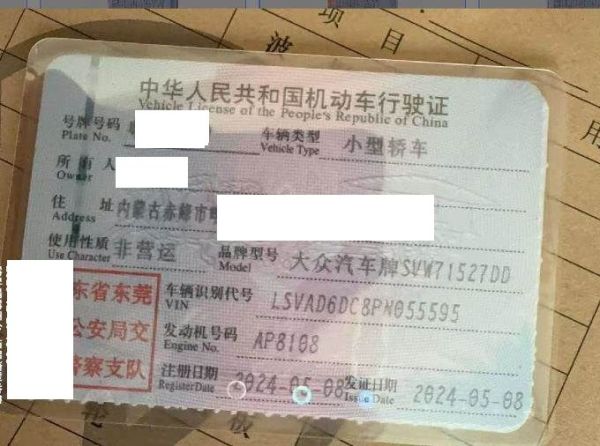 项目
波
中华人民共和国机动车行驶证
Vehicle License of the People's Republic of China
号牌号码
Plate No.
车辆类型 小型轿车
Vehicle Type
所有人
Owner
住 址 内蒙古赤峰市
Address
使用性质 非营运
Use Character
品牌型号 大众汽车牌SVW71527DD
Model
东省东莞
公安局交
警察支队
车辆识别代号 LSVAD6DC8PN055595
VIN
发动机号码 AP8108
Engine No.
注册日期 2024-05-08
Register Date
发证日期 2024-05-08
Issue Date